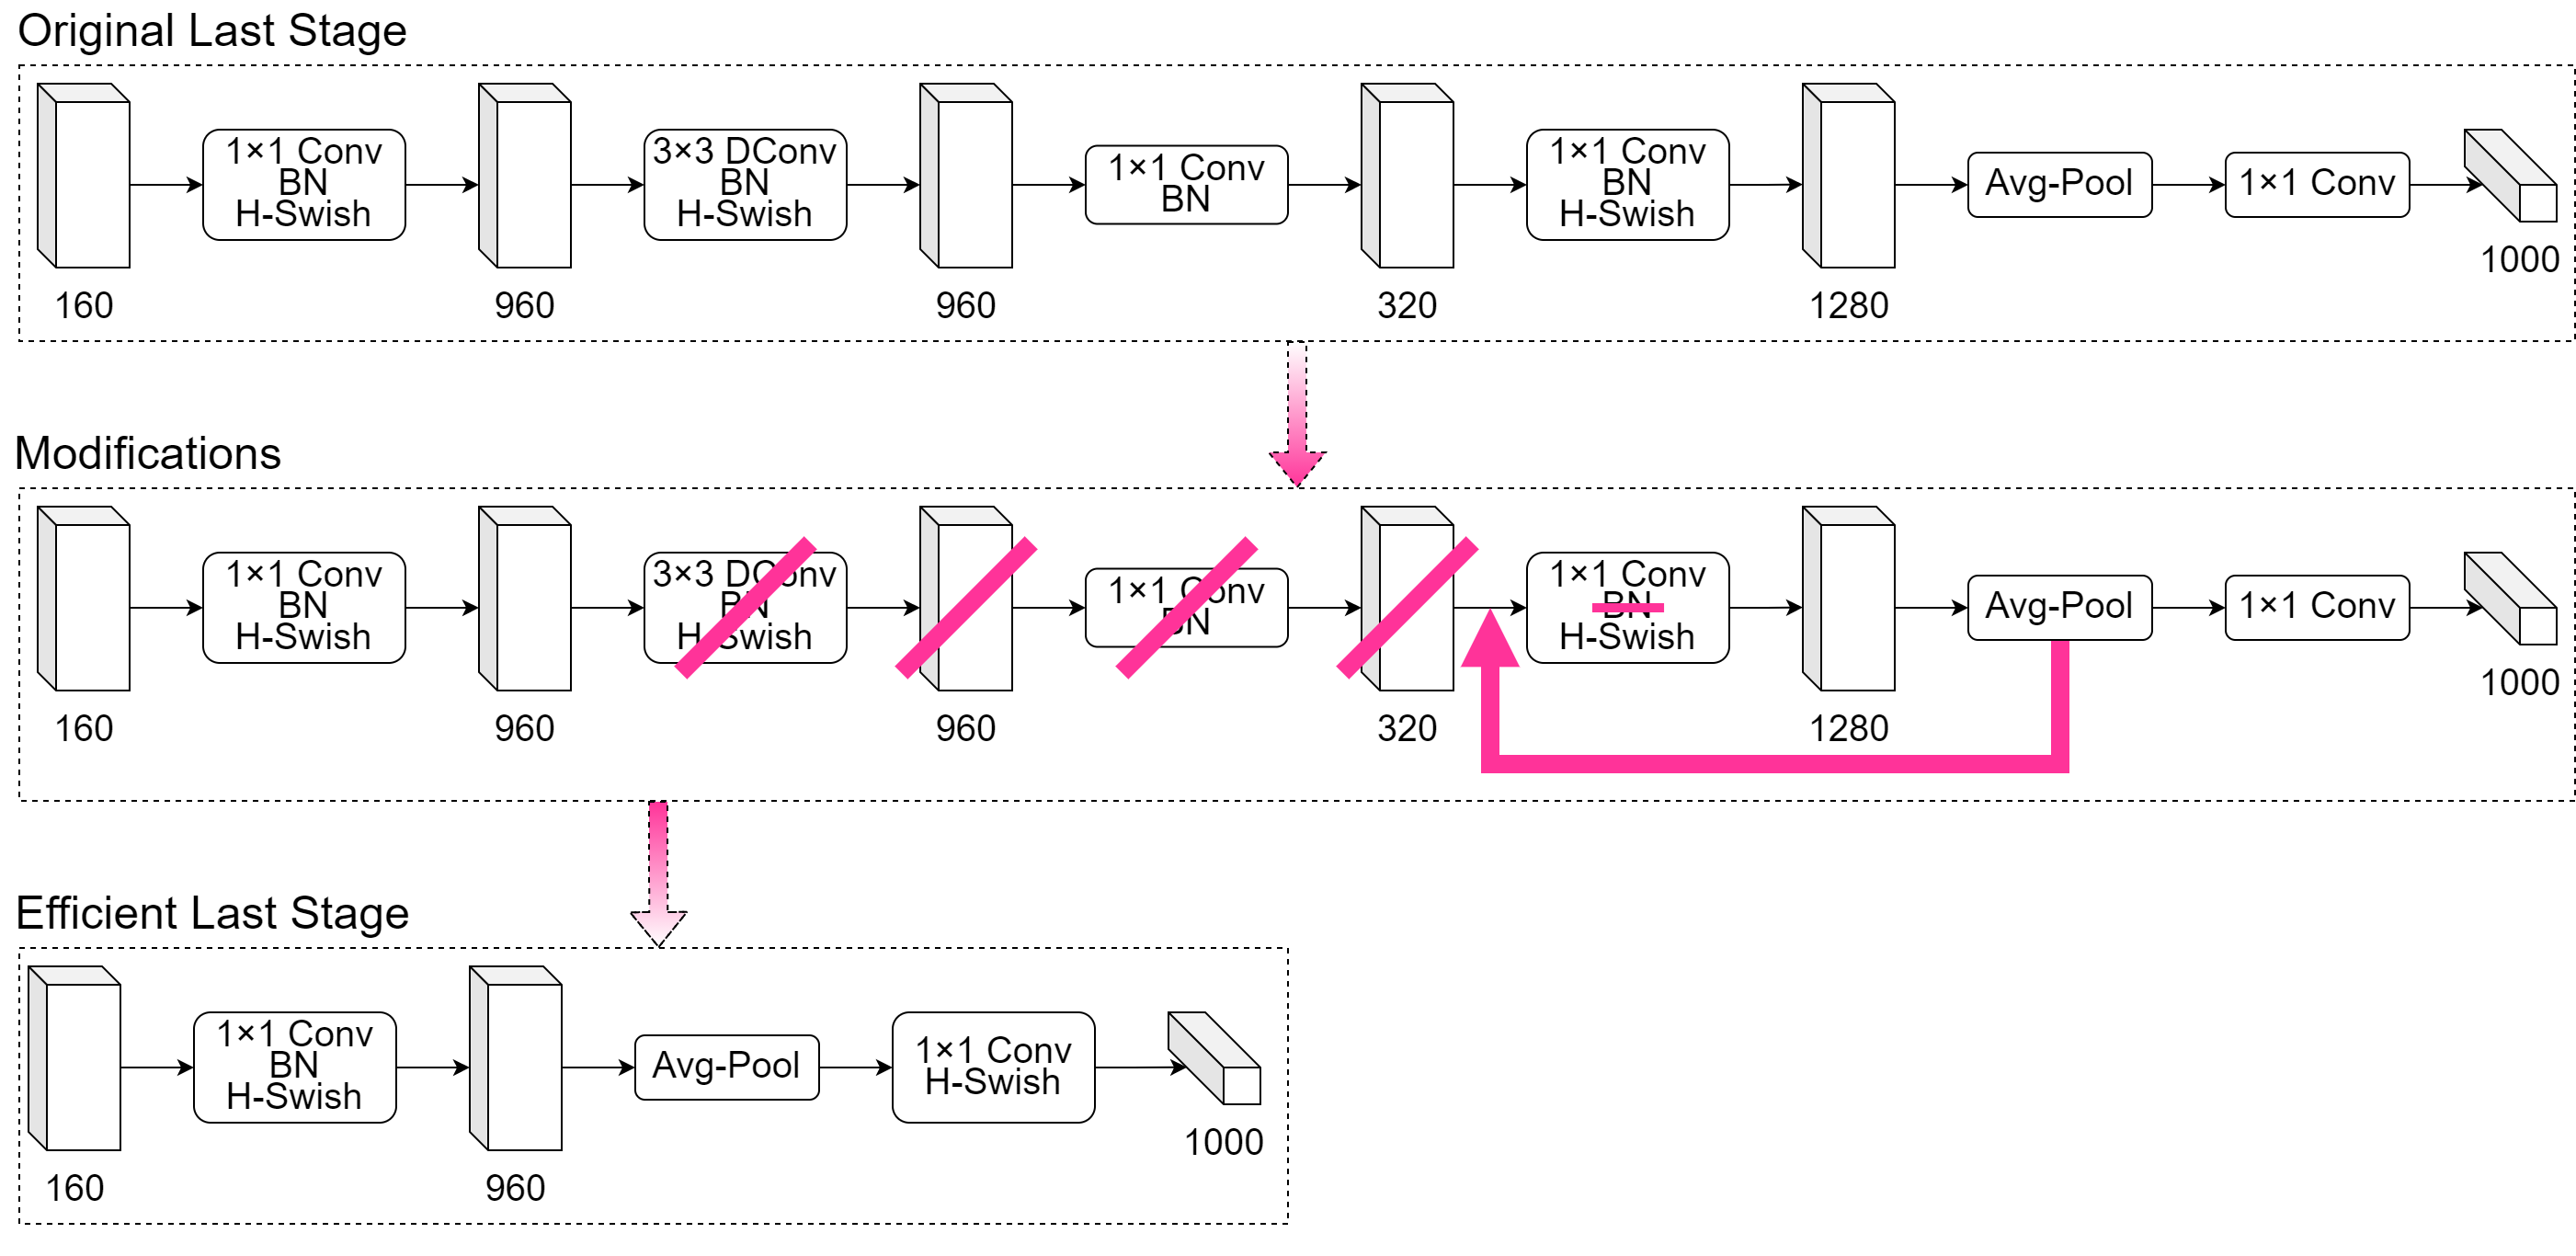 Original Last Stage
1×1 Conv
BN
H-Swish
3×3 DConv
BN
H-Swish
1×1 Conv
BN
1×1 Conv
BN
H-Swish
Avg-Pool
1×1 Conv
160
960
960
320
1280
1000
Modifications
1×1 Conv
BN
H-Swish
3×3 DConv
BN
H-Swish
1×1 Conv
BN
1×1 Conv
BN
H-Swish
Avg-Pool
1×1 Conv
160
960
960
320
1280
1000
Efficient Last Stage
1×1 Conv
BN
H-Swish
Avg-Pool
1×1 Conv
H-Swish
160
960
1000